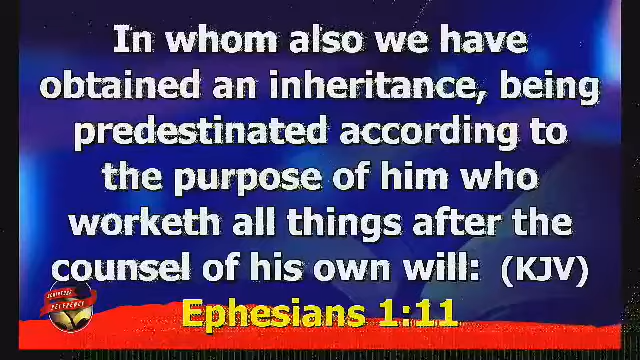 In whom also we have
obtained an inheritance, being
predestinated according to
the purpose of him who
worketh all things after the
counsel of his own will: (KJV)
Ephesians 1:11
REFERENCE